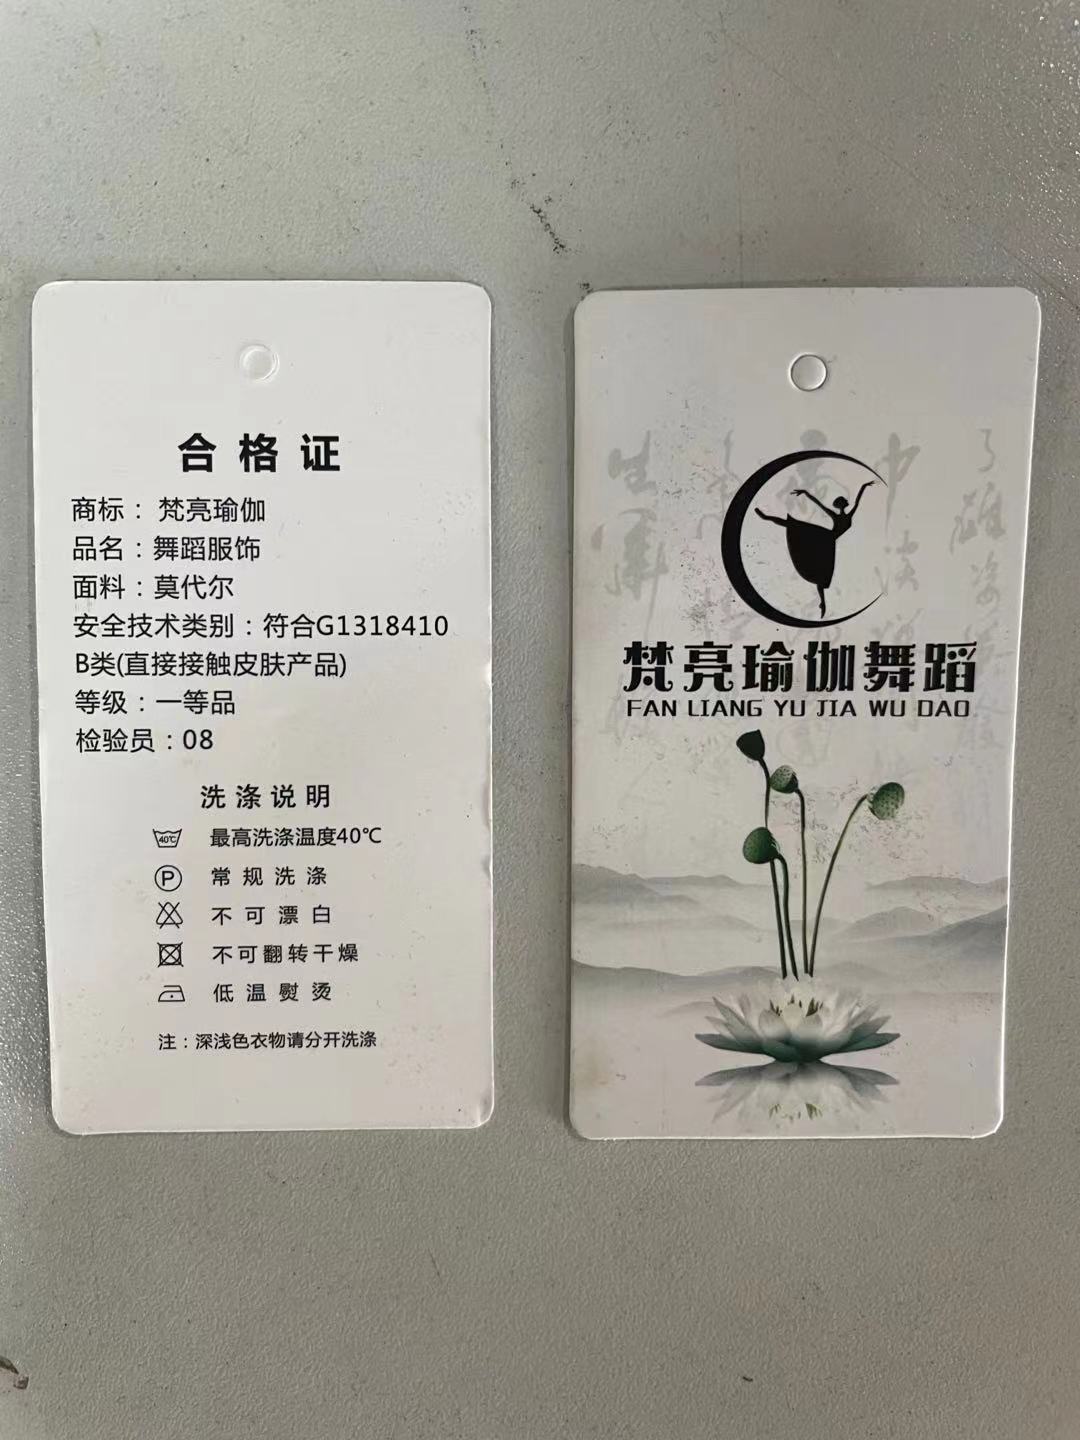 合格证
商标：梵亮瑜伽
品名：舞蹈服饰
面料：莫代尔
安全技术类别：符合G1318410
B类(直接接触皮肤产品)
等级：一等品
检验员：08
洗涤说明
40℃ 最高洗涤温度40℃
P 常规洗涤
不可漂白
不可翻转干燥
低温熨烫
注：深浅色衣物请分开洗涤
梵亮瑜伽舞蹈
FAN LIANG YU JIA WU DAO